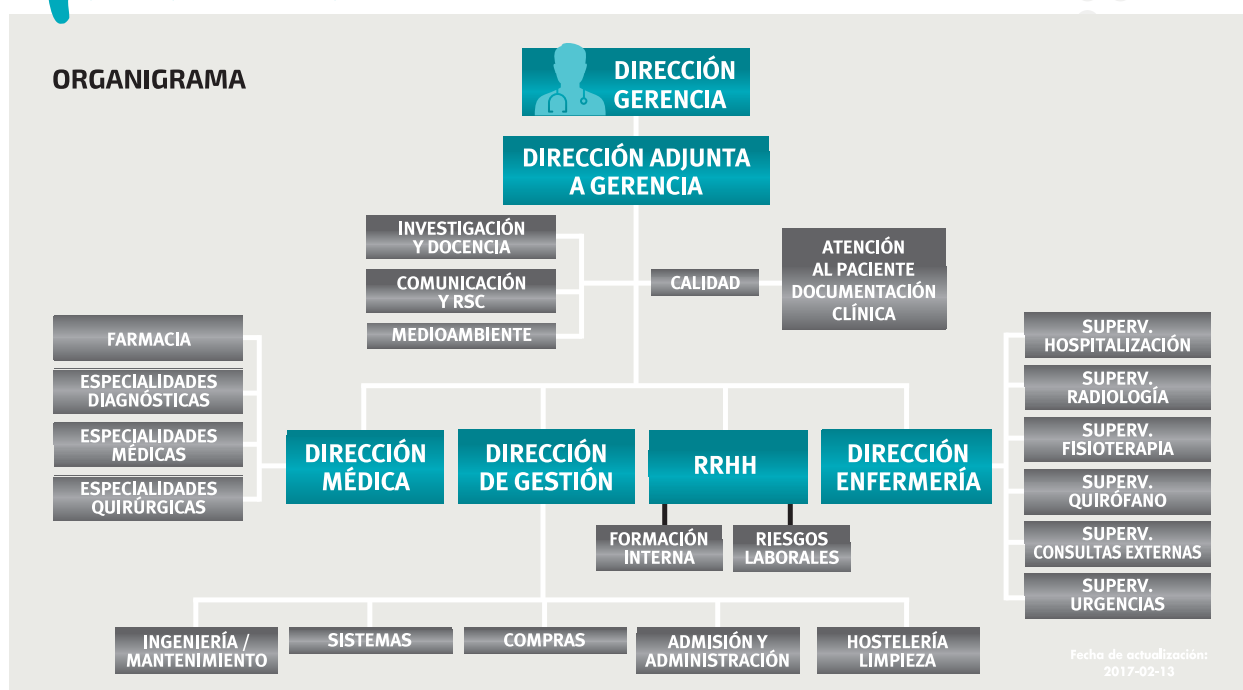 ORGANIGRAMA
DIRECCIÓN
GERENCIA
DIRECCIÓN ADJUNTA
A GERENCIA
INVESTIGACIÓN
Y DOCENCIA
COMUNICACIÓN
Y RSC
MEDIOAMBIENTE
CALIDAD
ATENCIÓN
AL PACIENTE
DOCUMENTACIÓN
CLÍNICA
FARMACIA
ESPECIALIDADES
DIAGNÓSTICAS
ESPECIALIDADES
MÉDICAS
ESPECIALIDADES
QUIRÚRGICAS
DIRECCIÓN
MÉDICA
DIRECCIÓN
DE GESTIÓN
RRHH
DIRECCIÓN
ENFERMERÍA
SUPERV.
HOSPITALIZACIÓN
SUPERV.
RADIOLOGÍA
SUPERV.
FISIOTERAPIA
SUPERV.
QUIRÓFANO
SUPERV.
CONSULTAS EXTERNAS
SUPERV.
URGENCIAS
FORMACIÓN
INTERNA
RIESGOS
LABORALES
INGENIERÍA /
MANTENIMIENTO
SISTEMAS
COMPRAS
ADMISIÓN Y
ADMINISTRACIÓN
HOSTELERÍA
LIMPIEZA
Fecha de actualización:
2017-02-13